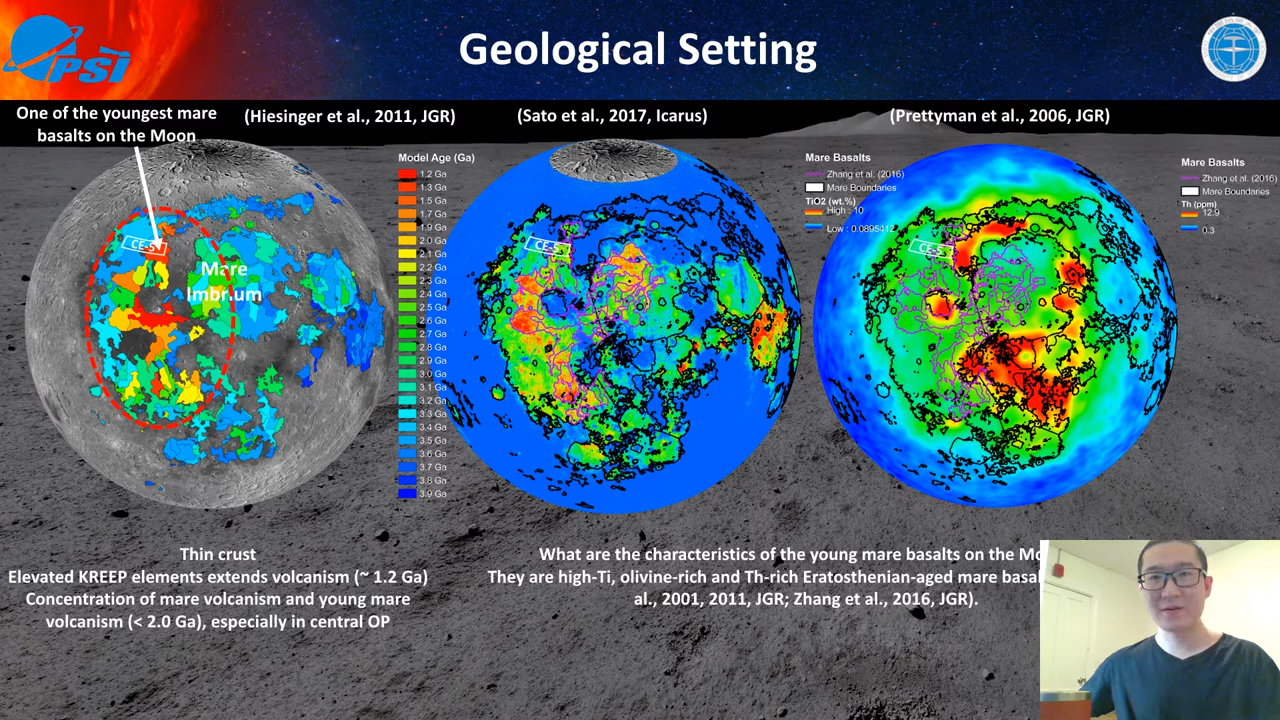 PSI
Geological Setting
One of the youngest mare
basalts on the Moon
(Hiesinger et al., 2011, JGR)
(Sato et al., 2017, Icarus)
(Prettyman et al., 2006, JGR)
CE-5
Mare
Imbrium
Model Age (Ga)
1.2 Ga
1.3 Ga
1.5 Ga
1.7 Ga
1.9 Ga
2.0 Ga
2.1 Ga
2.2 Ga
2.3 Ga
2.4 Ga
2.5 Ga
2.6 Ga
2.7 Ga
2.8 Ga
2.9 Ga
3.0 Ga
3.1 Ga
3.2 Ga
3.3 Ga
3.4 Ga
3.5 Ga
3.6 Ga
3.7 Ga
3.8 Ga
3.9 Ga
CE-5
Mare Basalts
Zhang et al. (2016)
Mare Boundaries
TiO2 (wt.%)
High : 10
Low : 0.0895412
CE-5
Mare Basalts
Zhang et al. (2016)
Mare Boundaries
Th (ppm)
12.9
0.3
Thin crust
Elevated KREEP elements extends volcanism (~ 1.2 Ga)
Concentration of mare volcanism and young mare
volcanism (< 2.0 Ga), especially in central OP
What are the characteristics of the young mare basalts on the Mo
They are high-Ti, olivine-rich and Th-rich Eratosthenian-aged mare basal
al., 2001, 2011, JGR; Zhang et al., 2016, JGR).